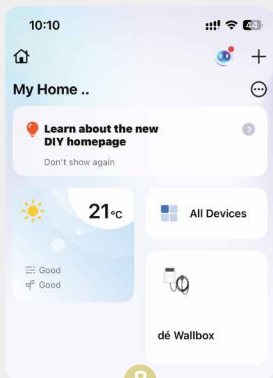 10:10
44
My Home ..
Learn about the new
DIY homepage
Don't show again
21°C
All Devices
Good
Good
dé Wallbox
8